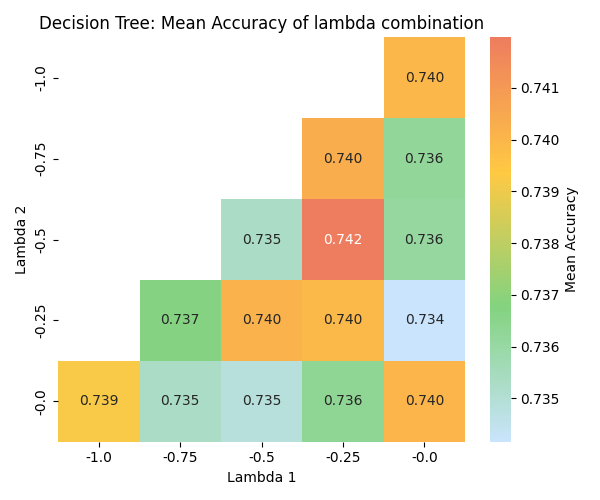 Decision Tree: Mean Accuracy of lambda combination
-1.0 0.740
-0.75 0.740 0.736
-0.5 0.735 0.742 0.736
-0.25 0.737 0.740 0.740 0.734
-0.0 0.739 0.735 0.735 0.736 0.740
-1.0 -0.75 -0.5 -0.25 -0.0
Lambda 1
Lambda 2
0.741
0.740
0.739
0.738
0.737
0.736
0.735
Mean Accuracy